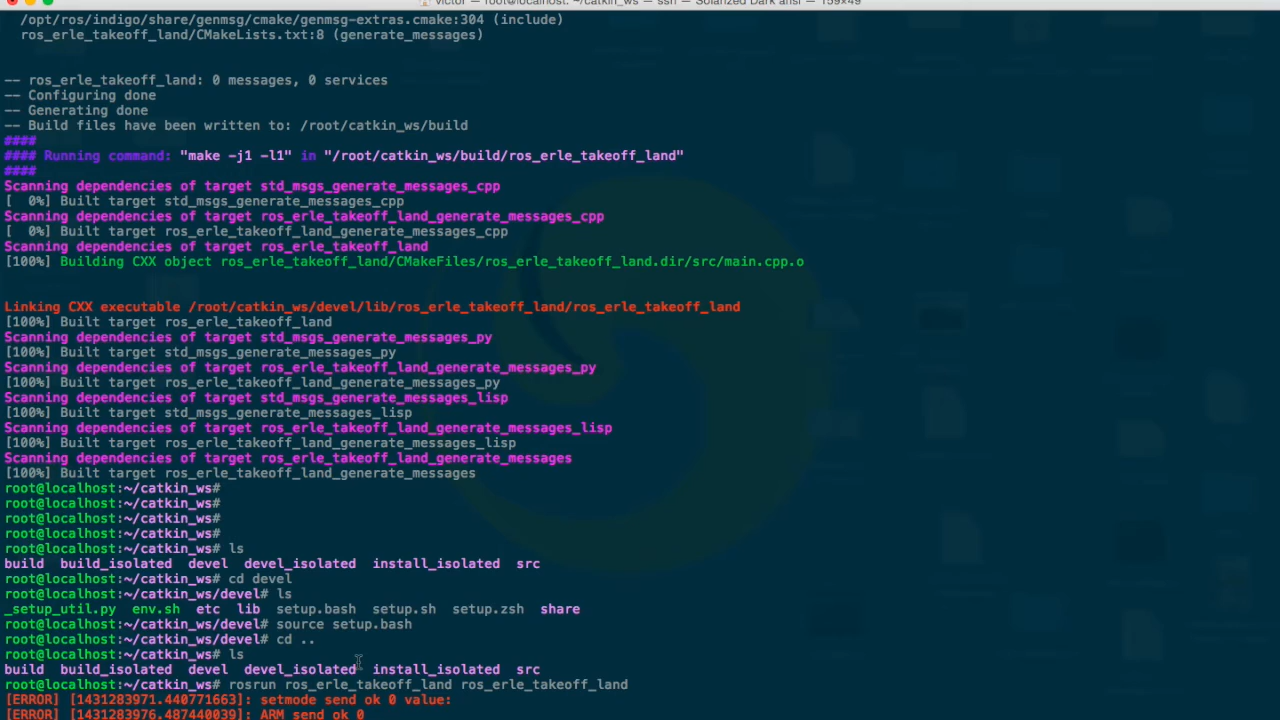 victor — root@localhost: ~/catkin_ws — ssh — Solarized Dark ansi — 159×49
/opt/ros/indigo/share/genmsg/cmake/genmsg-extras.cmake:304 (include)
ros_erle_takeoff_land/CMakeLists.txt:8 (generate_messages)
-- ros_erle_takeoff_land: 0 messages, 0 services
-- Configuring done
-- Generating done
-- Build files have been written to: /root/catkin_ws/build
####
#### Running command: "make -j1 -l1" in "/root/catkin_ws/build/ros_erle_takeoff_land"
####
Scanning dependencies of target std_msgs_generate_messages_cpp
[  0%] Built target std_msgs_generate_messages_cpp
Scanning dependencies of target ros_erle_takeoff_land_generate_messages_cpp
[  0%] Built target ros_erle_takeoff_land_generate_messages_cpp
Scanning dependencies of target ros_erle_takeoff_land
[100%] Building CXX object ros_erle_takeoff_land/CMakeFiles/ros_erle_takeoff_land.dir/src/main.cpp.o
Linking CXX executable /root/catkin_ws/devel/lib/ros_erle_takeoff_land/ros_erle_takeoff_land
[100%] Built target ros_erle_takeoff_land
Scanning dependencies of target std_msgs_generate_messages_py
[100%] Built target std_msgs_generate_messages_py
Scanning dependencies of target ros_erle_takeoff_land_generate_messages_py
[100%] Built target ros_erle_takeoff_land_generate_messages_py
Scanning dependencies of target std_msgs_generate_messages_lisp
[100%] Built target std_msgs_generate_messages_lisp
Scanning dependencies of target ros_erle_takeoff_land_generate_messages_lisp
[100%] Built target ros_erle_takeoff_land_generate_messages_lisp
Scanning dependencies of target ros_erle_takeoff_land_generate_messages
[100%] Built target ros_erle_takeoff_land_generate_messages
root@localhost:~/catkin_ws#
root@localhost:~/catkin_ws#
root@localhost:~/catkin_ws#
root@localhost:~/catkin_ws#
root@localhost:~/catkin_ws# ls
build  build_isolated  devel  devel_isolated  install_isolated  src
root@localhost:~/catkin_ws# cd devel
root@localhost:~/catkin_ws/devel# ls
_setup_util.py  env.sh  etc  lib  setup.bash  setup.sh  setup.zsh  share
root@localhost:~/catkin_ws/devel# source setup.bash
root@localhost:~/catkin_ws/devel# cd ..
root@localhost:~/catkin_ws# ls
build  build_isolated  devel  devel_isolated  install_isolated  src
root@localhost:~/catkin_ws# rosrun ros_erle_takeoff_land ros_erle_takeoff_land
[ERROR] [1431283971.440771663]: setmode send ok 0 value:
[ERROR] [1431283976.487440039]: ARM send ok 0